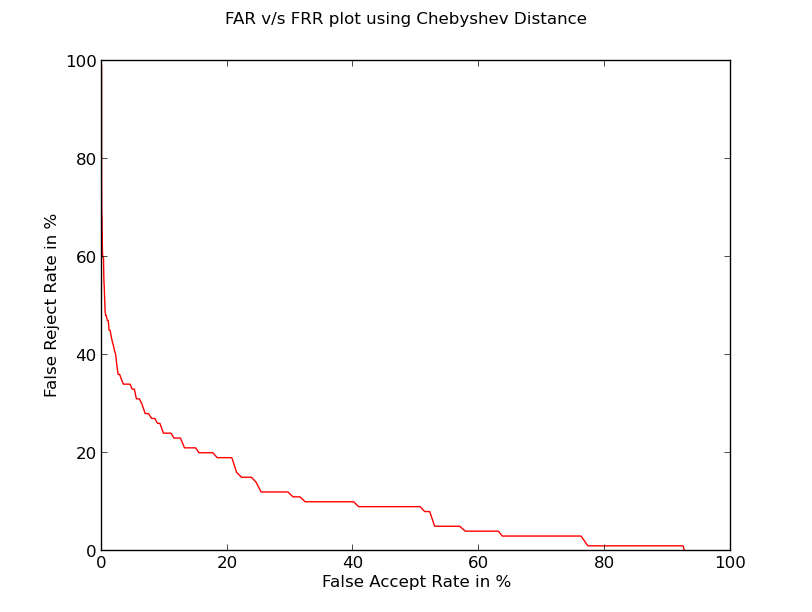 FAR v/s FRR plot using Chebyshev Distance
100
80
60
40
20
0
False Reject Rate in %
0 20 40 60 80 100
False Accept Rate in %